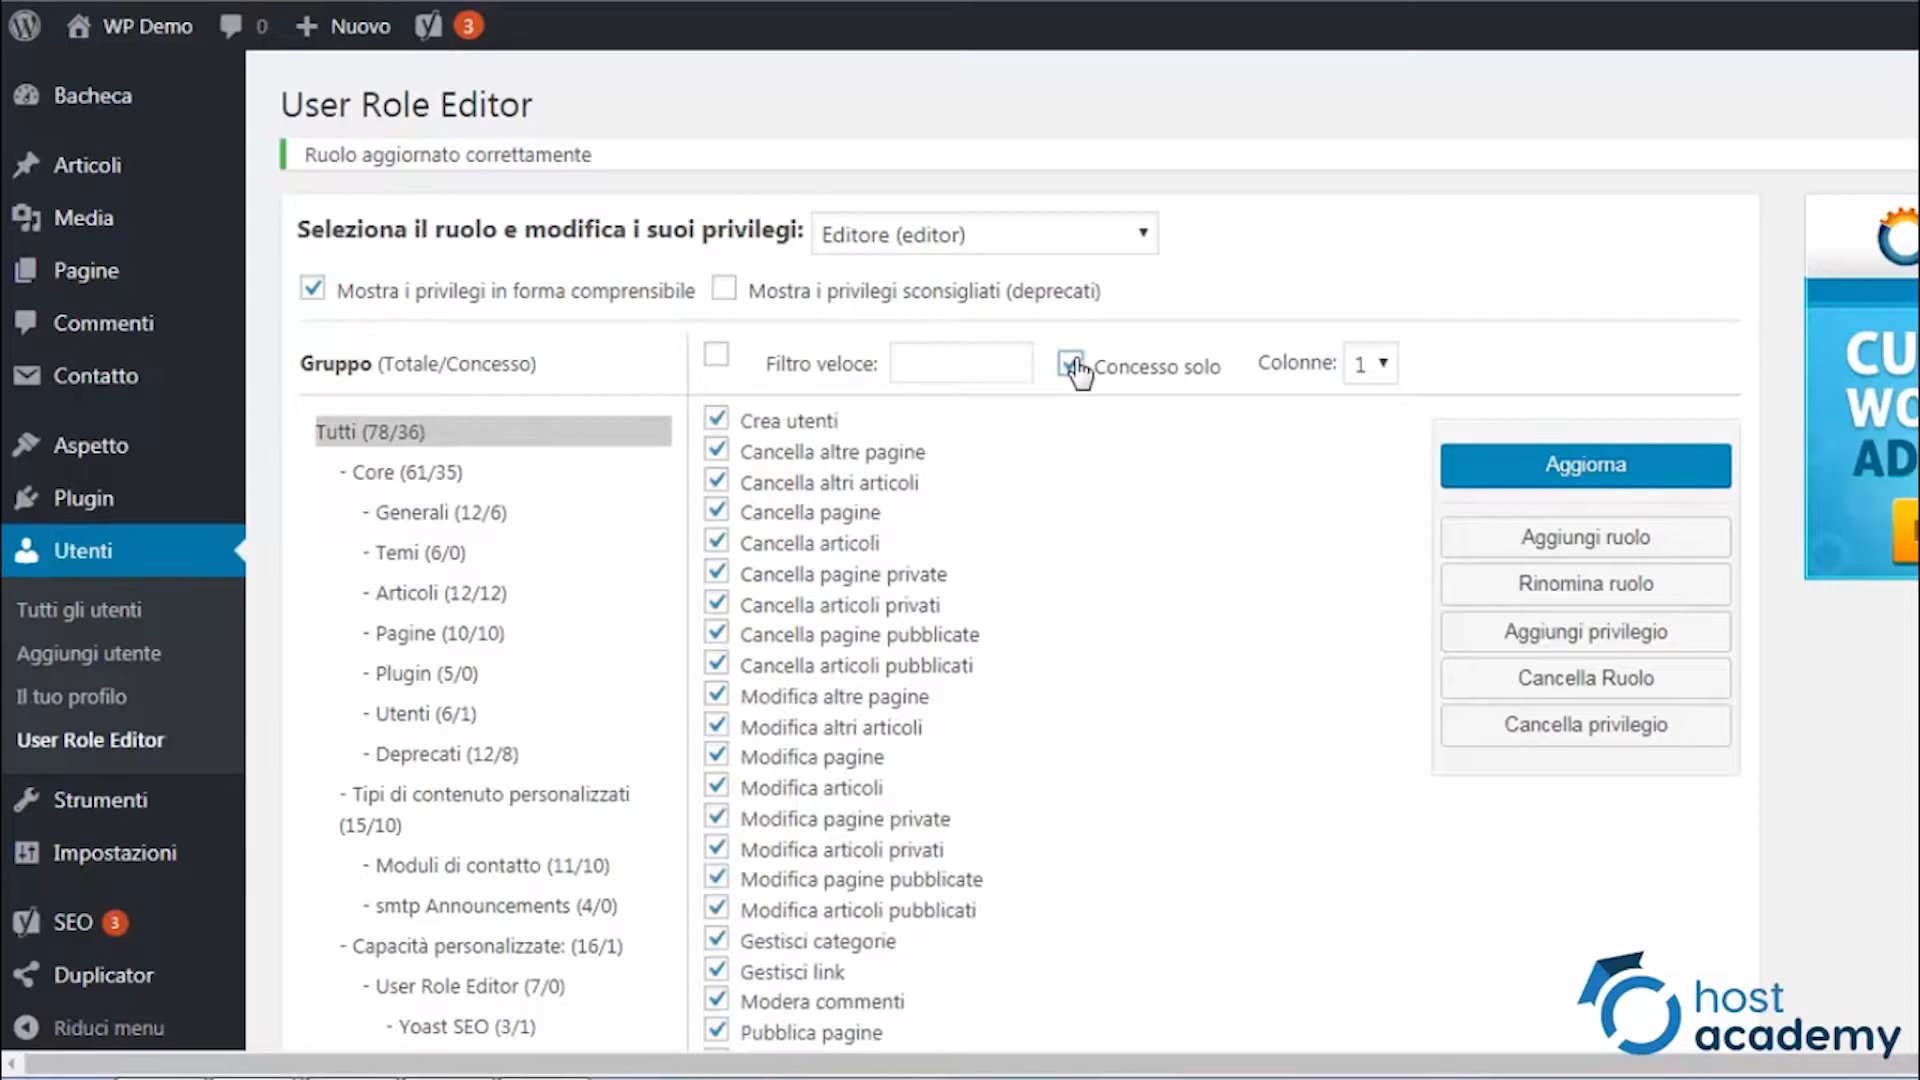 WP Demo
0
Nuovo
3
Bacheca
Articoli
Media
Pagine
Commenti
Contatto
Aspetto
Plugin
Utenti
Tutti gli utenti
Aggiungi utente
Il tuo profilo
User Role Editor
Strumenti
Impostazioni
SEO 3
Duplicator
Riduci menu
User Role Editor
Ruolo aggiornato correttamente
Seleziona il ruolo e modifica i suoi privilegi: Editore (editor)
Mostra i privilegi in forma comprensibile
Mostra i privilegi sconsigliati (deprecati)
Gruppo (Totale/Concesso)
Filtro veloce:
Concesso solo
Colonne: 1
Tutti (78/36)
- Core (61/35)
- Generali (12/6)
- Temi (6/0)
- Articoli (12/12)
- Pagine (10/10)
- Plugin (5/0)
- Utenti (6/1)
- Deprecati (12/8)
- Tipi di contenuto personalizzati
(15/10)
- Moduli di contatto (11/10)
- smtp Announcements (4/0)
- Capacità personalizzate: (16/1)
- User Role Editor (7/0)
- Yoast SEO (3/1)
Crea utenti
Cancella altre pagine
Cancella altri articoli
Cancella pagine
Cancella articoli
Cancella pagine private
Cancella articoli privati
Cancella pagine pubblicate
Cancella articoli pubblicati
Modifica altre pagine
Modifica altri articoli
Modifica pagine
Modifica articoli
Modifica pagine private
Modifica articoli privati
Modifica pagine pubblicate
Modifica articoli pubblicati
Gestisci categorie
Gestisci link
Modera commenti
Pubblica pagine
Aggiorna
Aggiungi ruolo
Rinomina ruolo
Aggiungi privilegio
Cancella Ruolo
Cancella privilegio
CU
WO
AD
host
academy